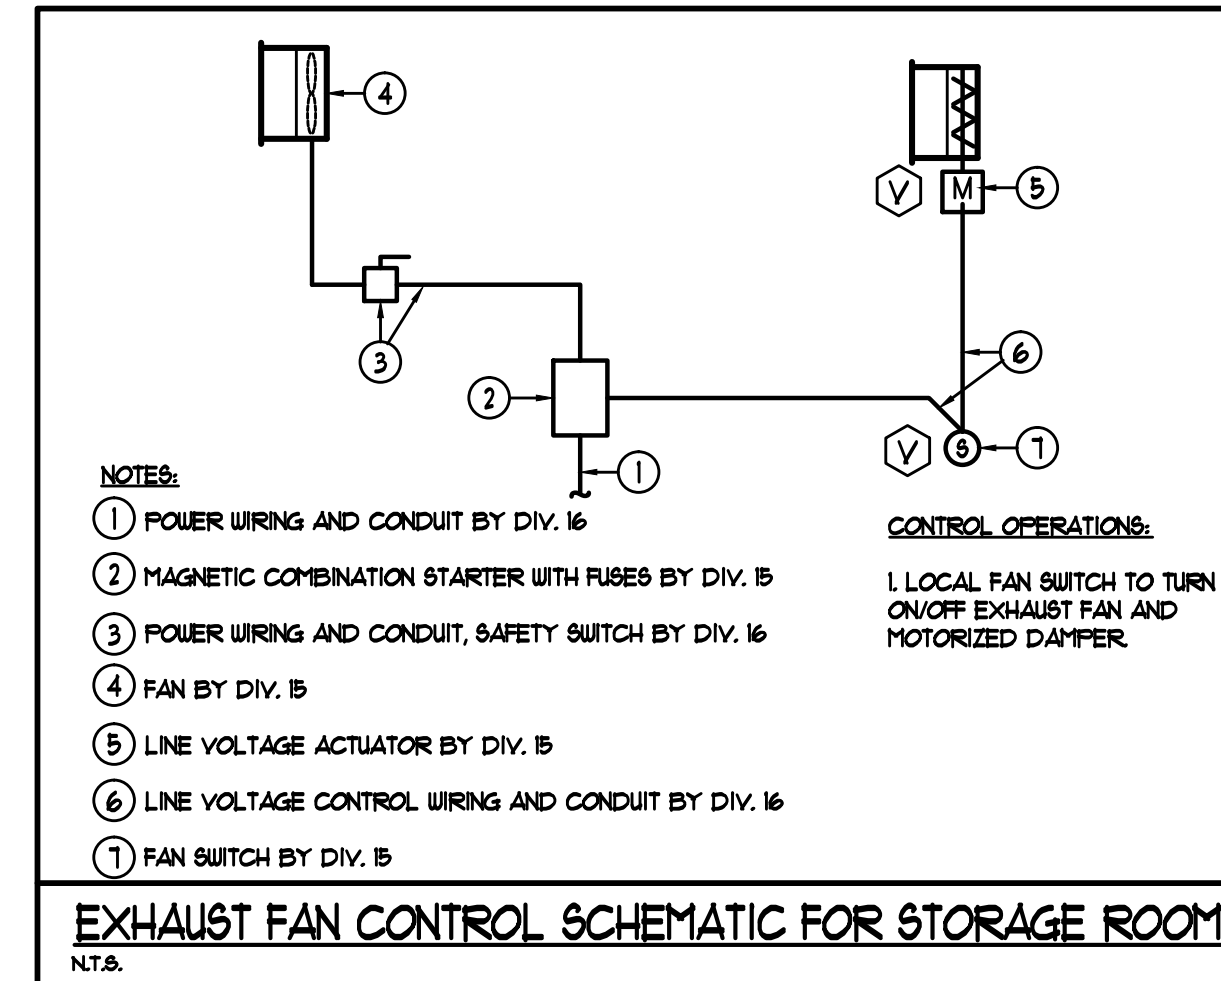 4
V
M
5
3
6
2
V
S
7
1
NOTES:
1 POWER WIRING AND CONDUIT BY DIV. 16
2 MAGNETIC COMBINATION STARTER WITH FUSES BY DIV. 15
3 POWER WIRING AND CONDUIT, SAFETY SWITCH BY DIV. 16
4 FAN BY DIV. 15
5 LINE VOLTAGE ACTUATOR BY DIV. 15
6 LINE VOLTAGE CONTROL WIRING AND CONDUIT BY DIV. 16
7 FAN SWITCH BY DIV. 15
CONTROL OPERATIONS:
1. LOCAL FAN SWITCH TO TURN
ON/OFF EXHAUST FAN AND
MOTORIZED DAMPER.
EXHAUST FAN CONTROL SCHEMATIC FOR STORAGE ROOM
N.T.S.